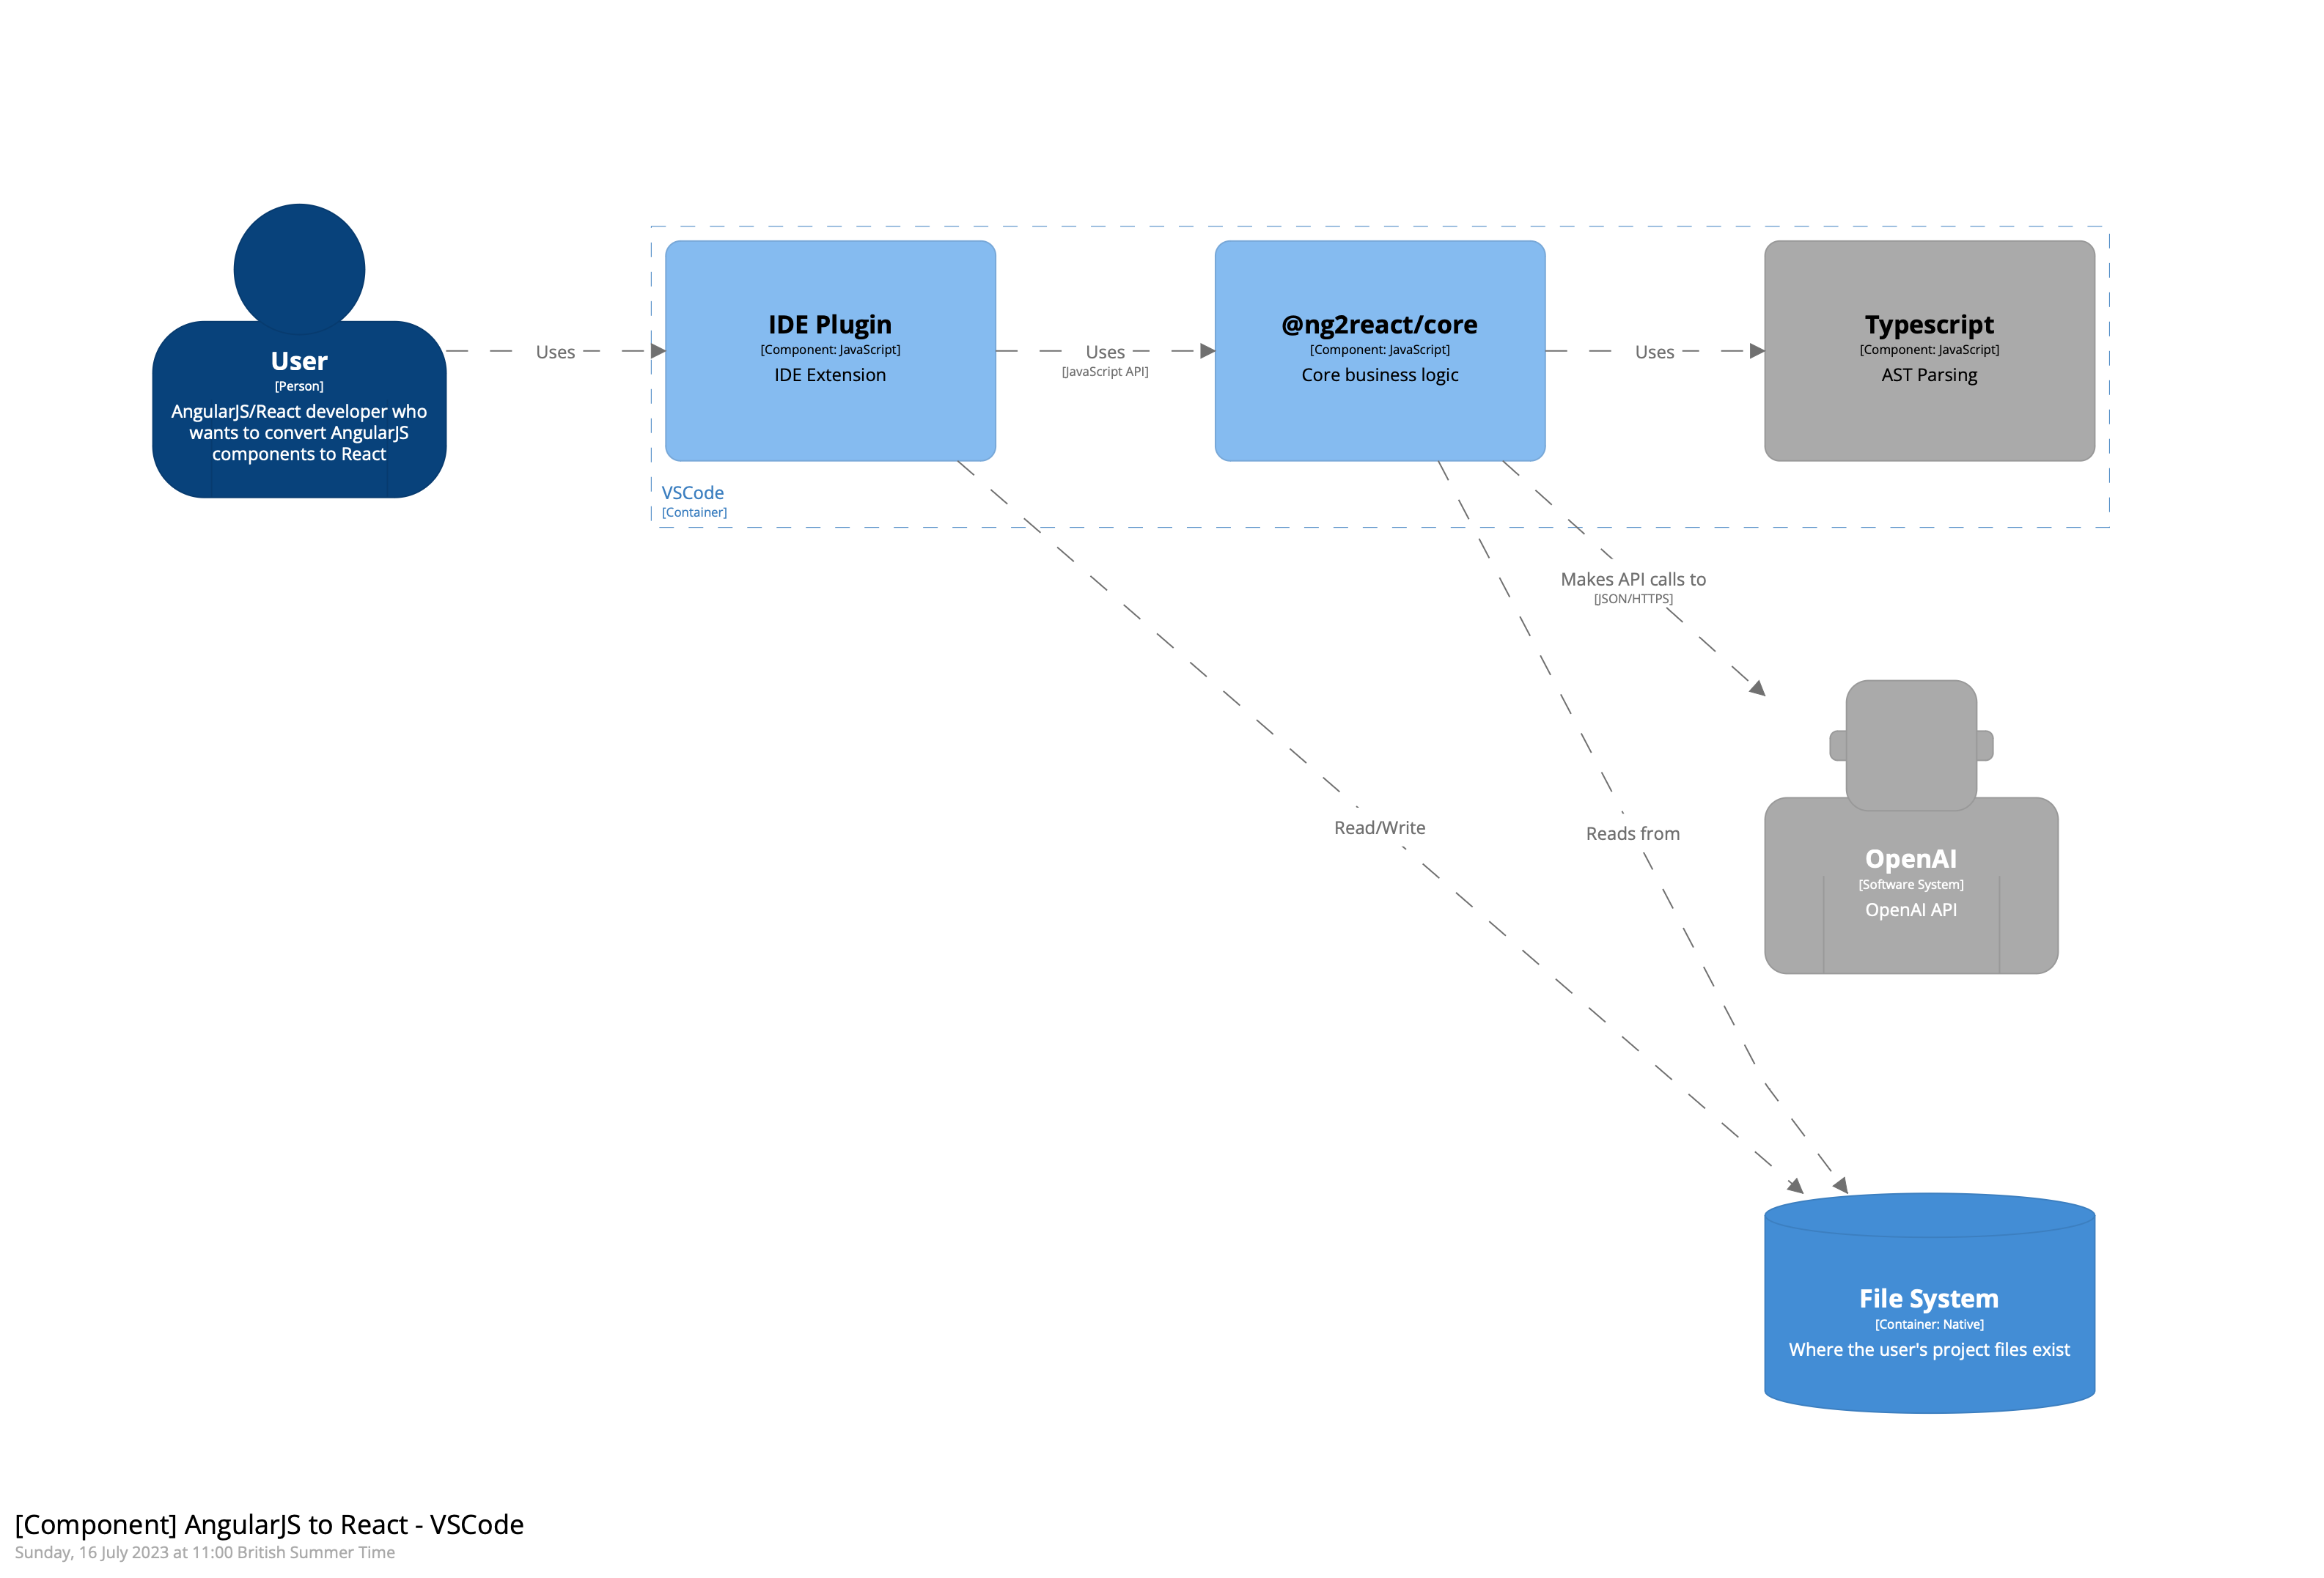 User
[Person]
AngularJS/React developer who
wants to convert AngularJS
components to React
Uses
IDE Plugin
[Component: JavaScript]
IDE Extension
Uses
[JavaScript API]
@ng2react/core
[Component: JavaScript]
Core business logic
Uses
Typescript
[Component: JavaScript]
AST Parsing
VSCode
[Container]
Makes API calls to
[JSON/HTTPS]
Read/Write
Reads from
OpenAI
[Software System]
OpenAI API
File System
[Container: Native]
Where the user's project files exist
[Component] AngularJS to React - VSCode
Sunday, 16 July 2023 at 11:00 British Summer Time